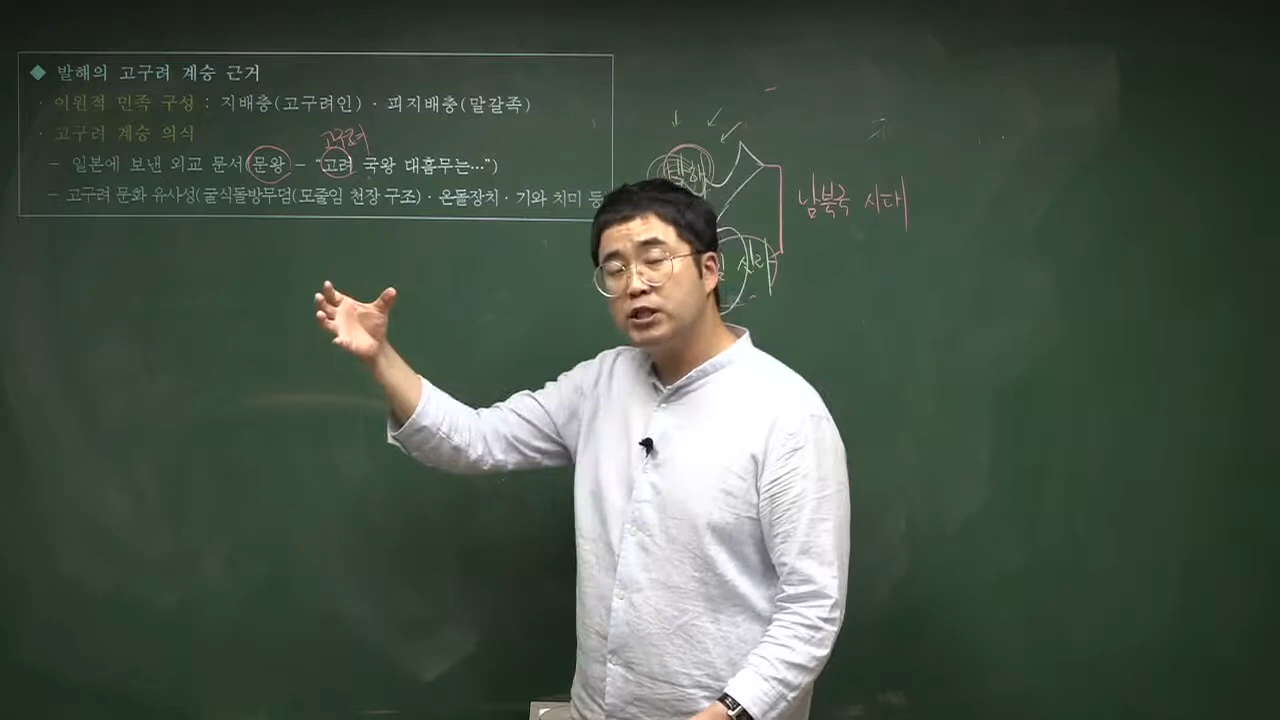 ◆ 발해의 고구려 계승 근거
· 이원적 민족 구성 : 지배층(고구려인) · 피지배층(말갈족)
· 고구려 계승 의식
고구려
- 일본에 보낸 외교 문서(문왕 - “고려 국왕 대흠무는…”)
- 고구려 문화 유사성(굴식돌방무덤(모줄임 천장 구조) · 온돌장치 · 기와 치미 등
발해
남북국 시대
신라